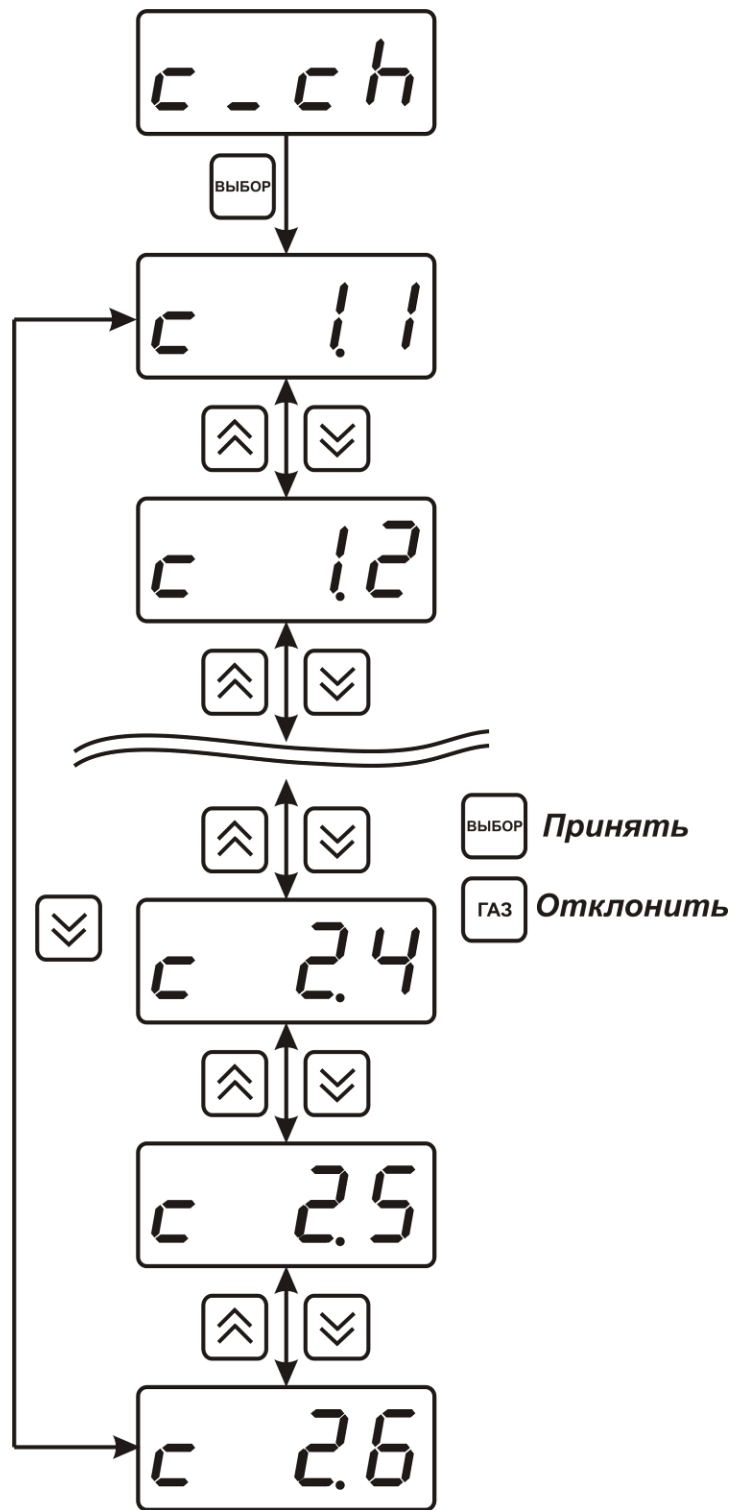 c_ch
ВЫБОР
c 1.1
c 1.2
ВЫБОР Принять
ГАЗ Отклонить
c 2.4
c 2.5
c 2.6